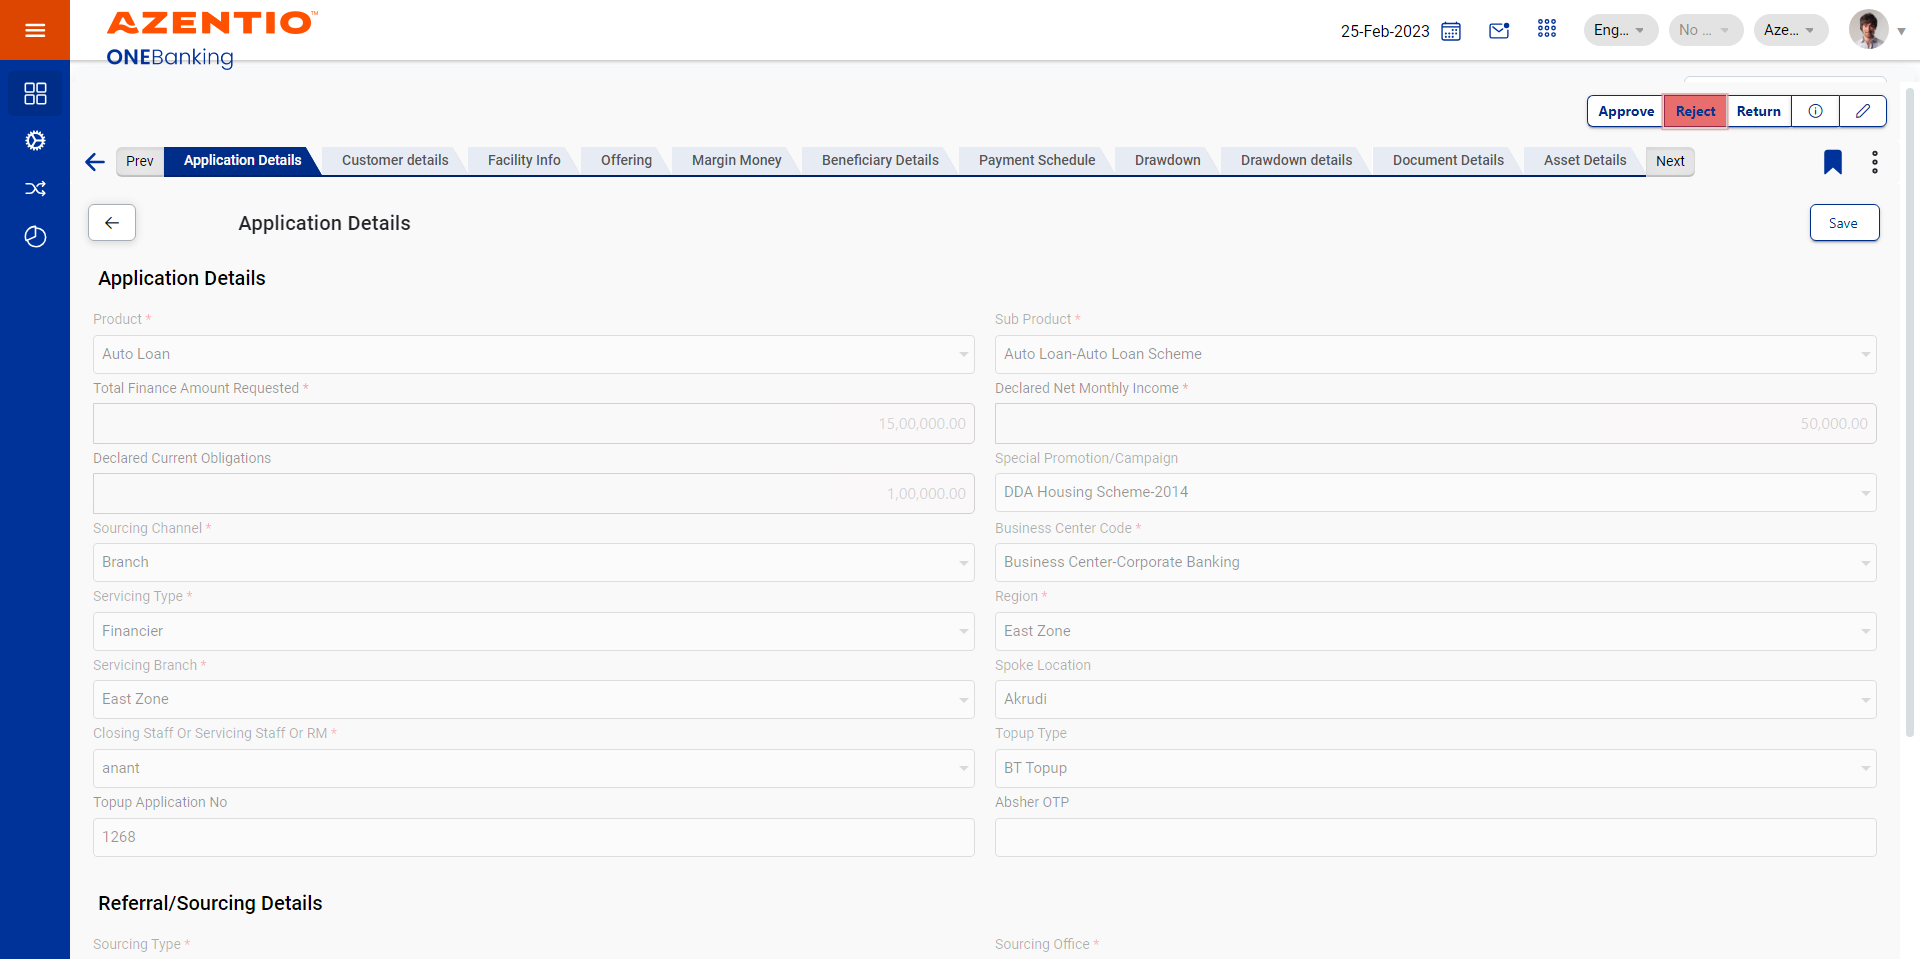 AZENTIO™
ONEBanking
25-Feb-2023
Eng...
No ...
Aze...
Approve
Reject
Return
Prev
Application Details
Customer details
Facility Info
Offering
Margin Money
Beneficiary Details
Payment Schedule
Drawdown
Drawdown details
Document Details
Asset Details
Next
Application Details
Save
Application Details
Product *
Sub Product *
Auto Loan
Auto Loan-Auto Loan Scheme
Total Finance Amount Requested *
Declared Net Monthly Income *
15,00,000.00
50,000.00
Declared Current Obligations
Special Promotion/Campaign
1,00,000.00
DDA Housing Scheme-2014
Sourcing Channel *
Business Center Code *
Branch
Business Center-Corporate Banking
Servicing Type *
Region *
Financier
East Zone
Servicing Branch *
Spoke Location
East Zone
Akrudi
Closing Staff Or Servicing Staff Or RM *
Topup Type
anant
BT Topup
Topup Application No
Absher OTP
1268
Referral/Sourcing Details
Sourcing Type *
Sourcing Office *